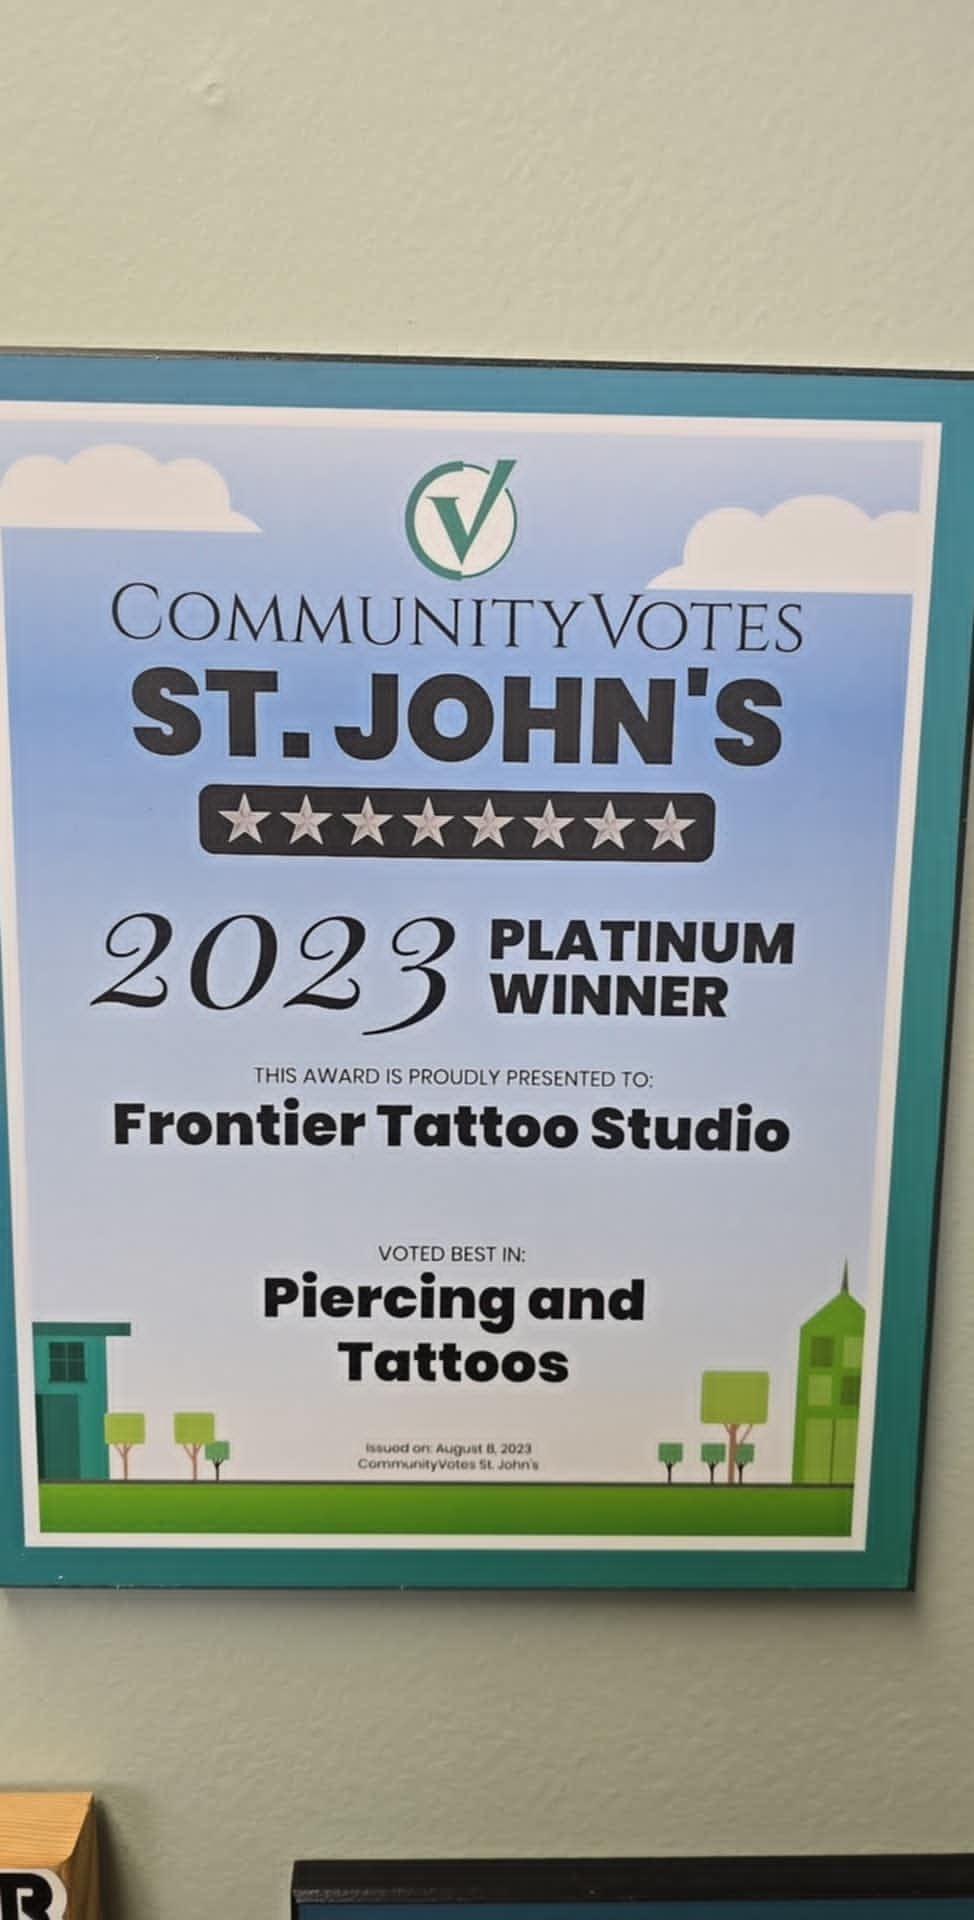 COMMUNITYVOTES
ST. JOHN'S
2023 PLATINUM
WINNER
THIS AWARD IS PROUDLY PRESENTED TO:
Frontier Tattoo Studio
VOTED BEST IN:
Piercing and
Tattoos
Issued on: August 8, 2023
CommunityVotes St. John's
R